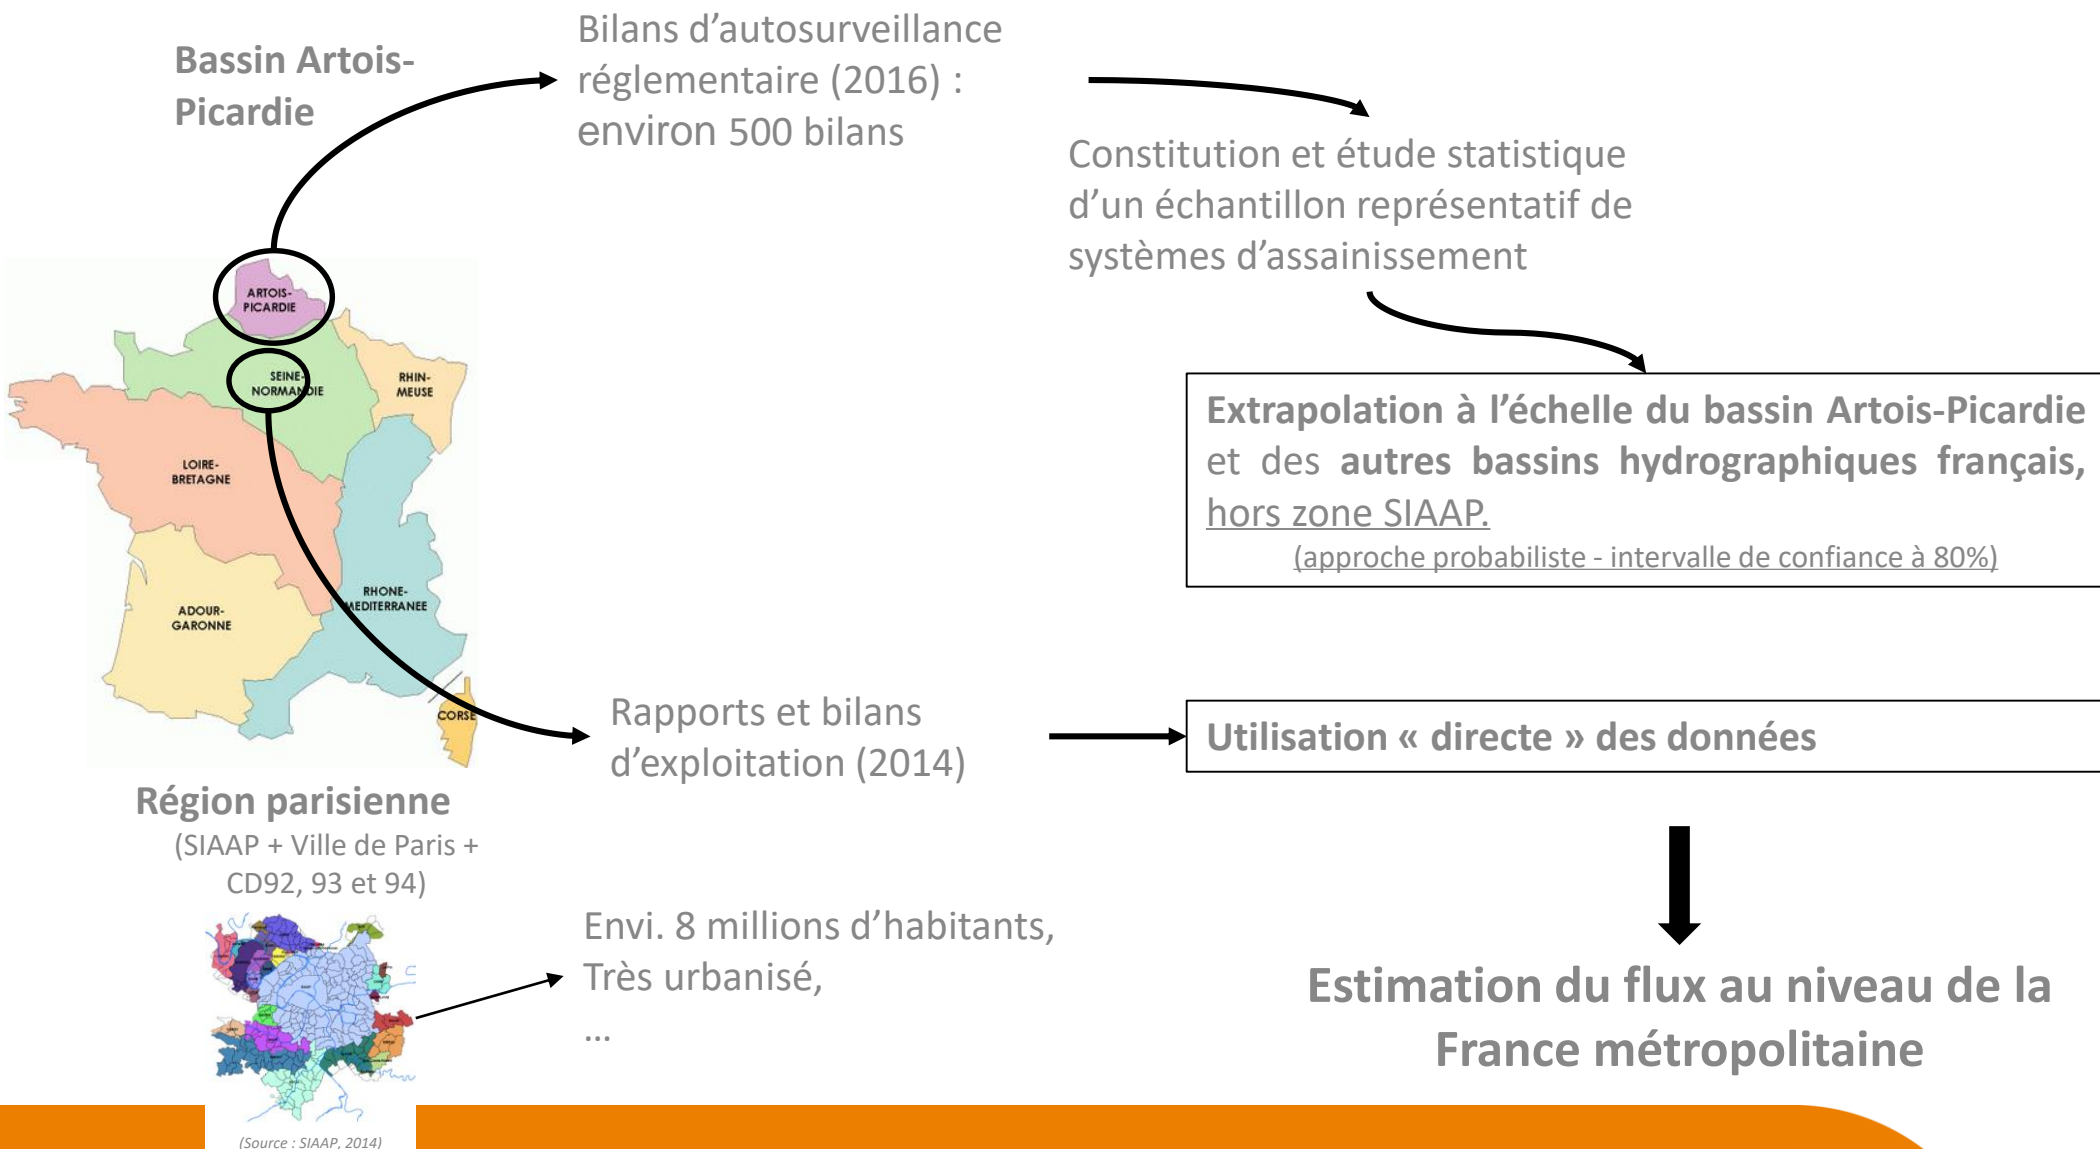 Bassin Artois-
Picardie
Bilans d’autosurveillance
réglementaire (2016) :
environ 500 bilans
Constitution et étude statistique
d’un échantillon représentatif de
systèmes d’assainissement
ARTOIS-
PICARDIE
SEINE-
NORMANDIE
RHIN-
MEUSE
LOIRE-
BRETAGNE
RHONE-
MEDITERRANEE
ADOUR-
GARONNE
CORSE
Extrapolation à l’échelle du bassin Artois-Picardie
et des autres bassins hydrographiques français,
hors zone SIAAP.
(approche probabiliste - intervalle de confiance à 80%)
Rapports et bilans
d’exploitation (2014)
Utilisation « directe » des données
Région parisienne
(SIAAP + Ville de Paris +
CD92, 93 et 94)
Envi. 8 millions d’habitants,
Très urbanisé,
...
Estimation du flux au niveau de la
France métropolitaine
(Source : SIAAP, 2014)